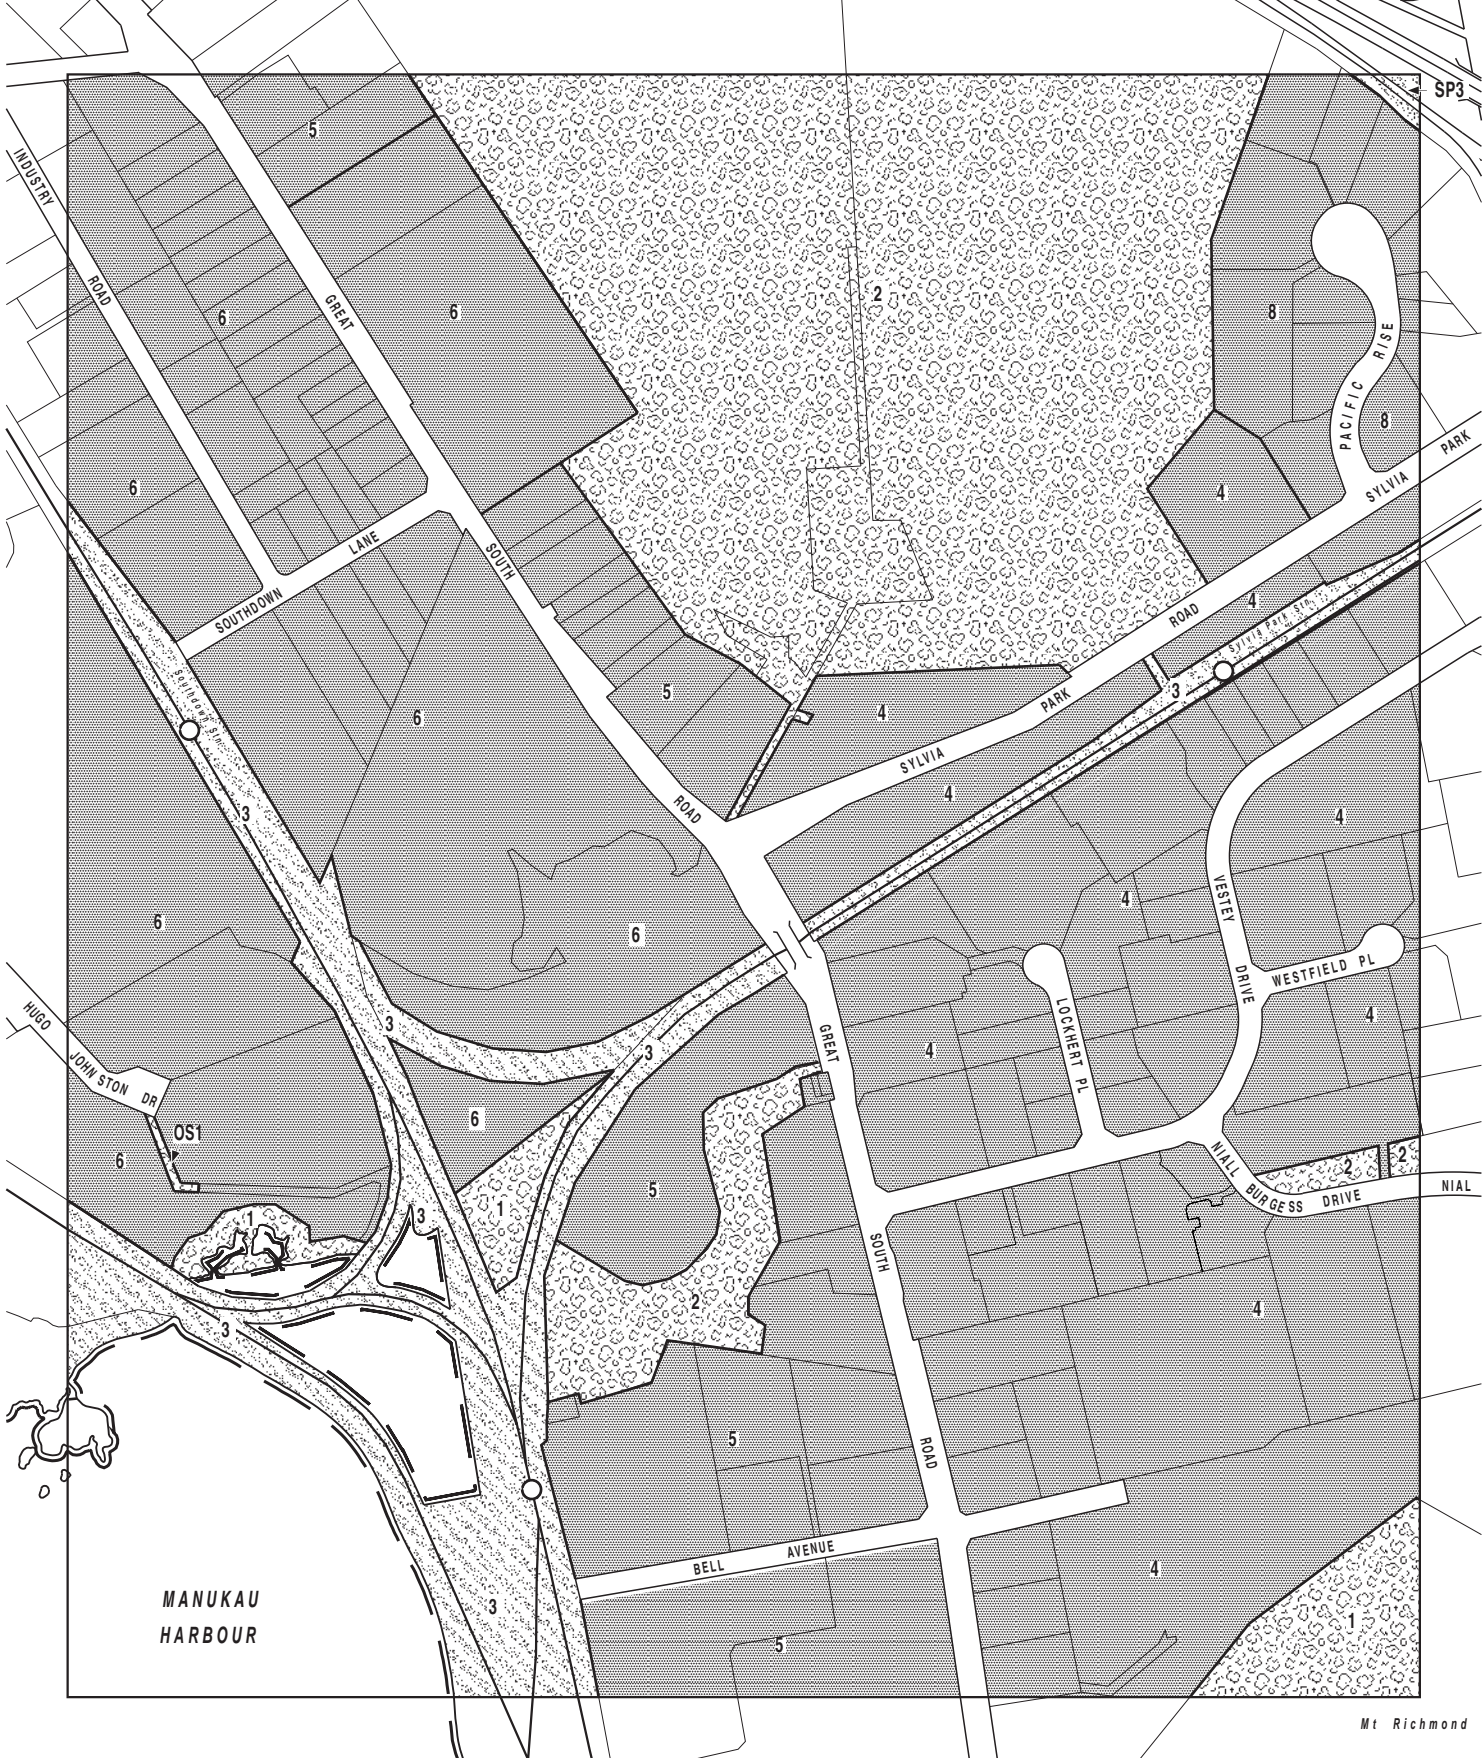 SP3
5
INDUSTRY
ROAD
6
GREAT
6
2
8
PACIFIC RISE
8
6
4
SYLVIA PARK
SOUTHDOWN LANE
SOUTH
4
ROAD
Sylvia Park Stn.
3
Southdown Stn.
5
6
4
PARK
SYLVIA
3
ROAD
4
4
6
6
4
VESTEY
DRIVE
WESTFIELD PL
HUGO
JOHNSTON DR
3
3
GREAT
4
LOCKHERT PL
4
OS1
6
6
NIALL BURGESS DRIVE
2
2
NIAL
5
1
1
3
SOUTH
2
4
3
5
ROAD
BELL AVENUE
4
MANUKAU
HARBOUR
3
5
1
Mt Richmond